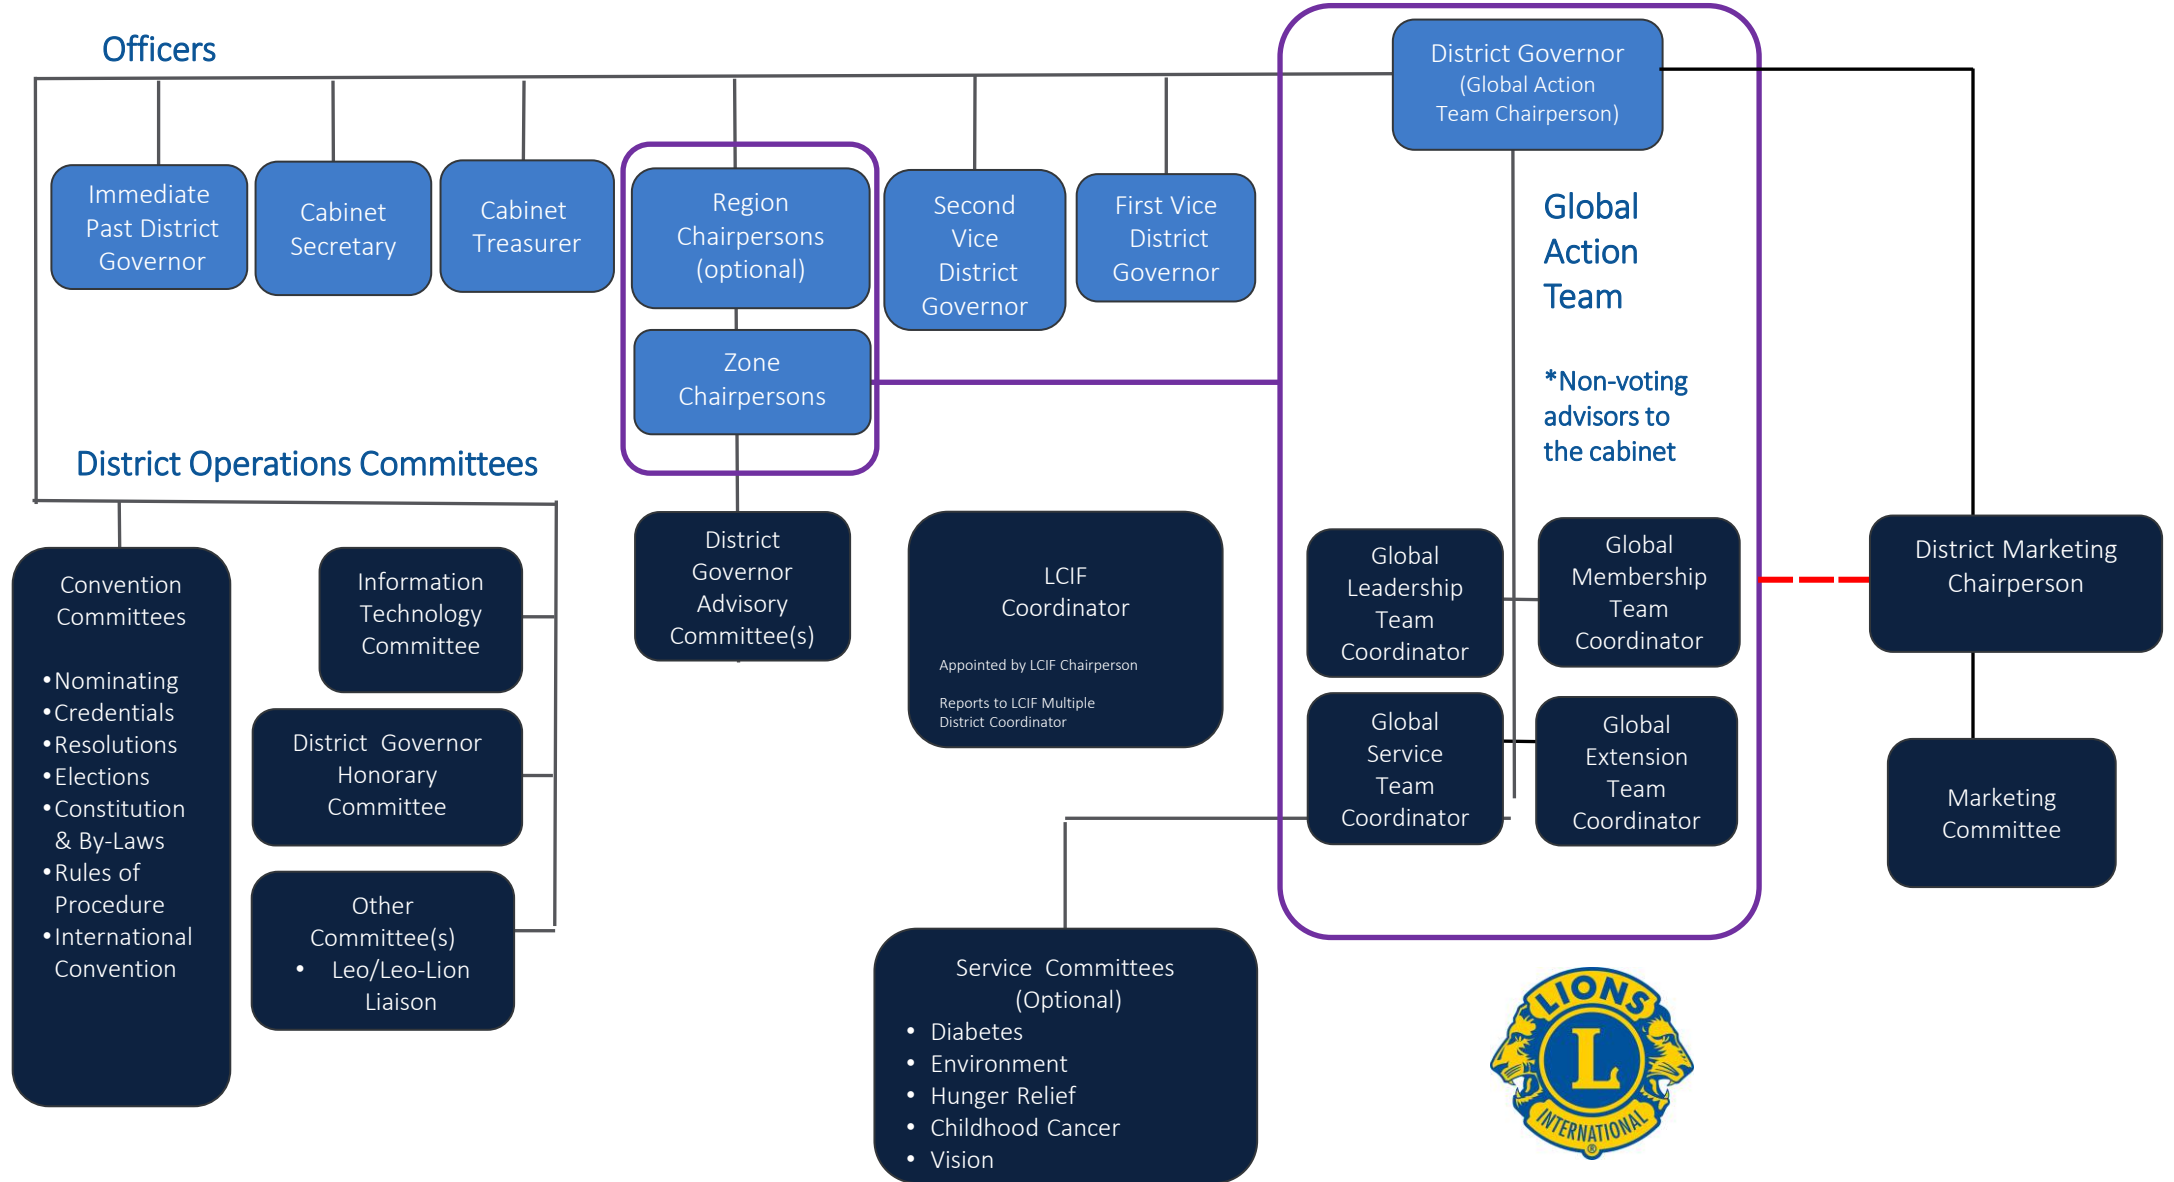 Officers
District Governor
(Global Action
Team Chairperson)
Immediate
Past District
Governor
Cabinet
Secretary
Cabinet
Treasurer
Region
Chairpersons
(optional)
Second
Vice
District
Governor
First Vice
District
Governor
Zone
Chairpersons
Global
Action
Team
*Non-voting
advisors to
the cabinet
District Operations Committees
Convention
Committees
•Nominating
•Credentials
•Resolutions
•Elections
•Constitution
& By-Laws
•Rules of
Procedure
•International
Convention
Information
Technology
Committee
District Governor
Honorary
Committee
Other
Committee(s)
• Leo/Leo-Lion
Liaison
District
Governor
Advisory
Committee(s)
LCIF
Coordinator
Appointed by LCIF Chairperson
Reports to LCIF Multiple
District Coordinator
Global
Leadership
Team
Coordinator
Global
Membership
Team
Coordinator
Global
Service
Team
Coordinator
Global
Extension
Team
Coordinator
District Marketing
Chairperson
Marketing
Committee
Service Committees
(Optional)
• Diabetes
• Environment
• Hunger Relief
• Childhood Cancer
• Vision
LIONS
L
INTERNATIONAL
®